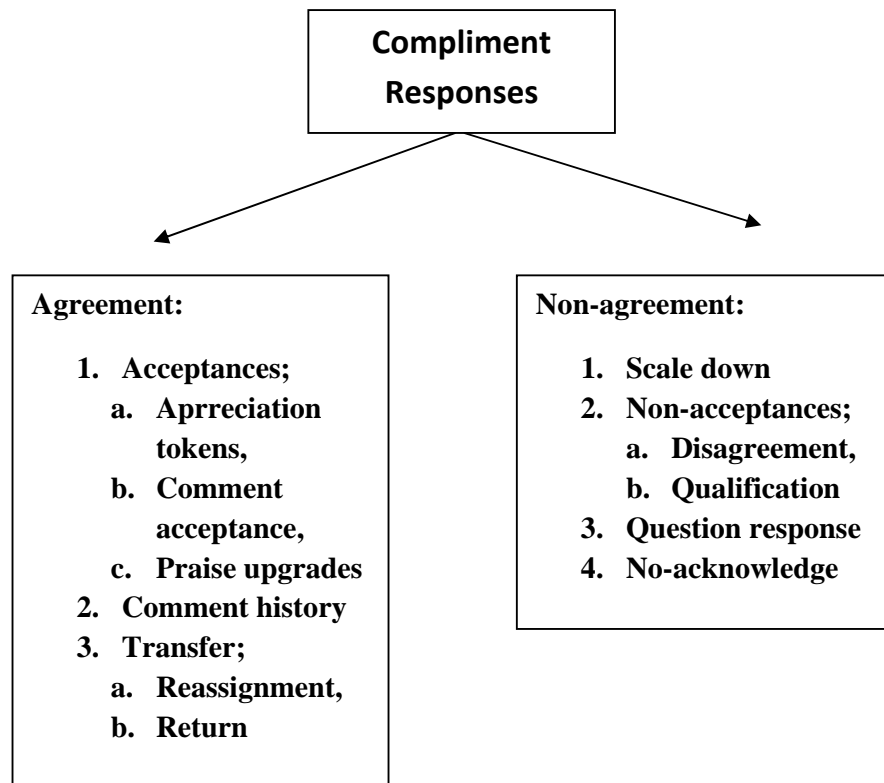 Compliment
Responses
Agreement:
1. Acceptances;
a. Aprreciation
tokens,
b. Comment
acceptance,
c. Praise upgrades
2. Comment history
3. Transfer;
a. Reassignment,
b. Return
Non-agreement:
1. Scale down
2. Non-acceptances;
a. Disagreement,
b. Qualification
3. Question response
4. No-acknowledge